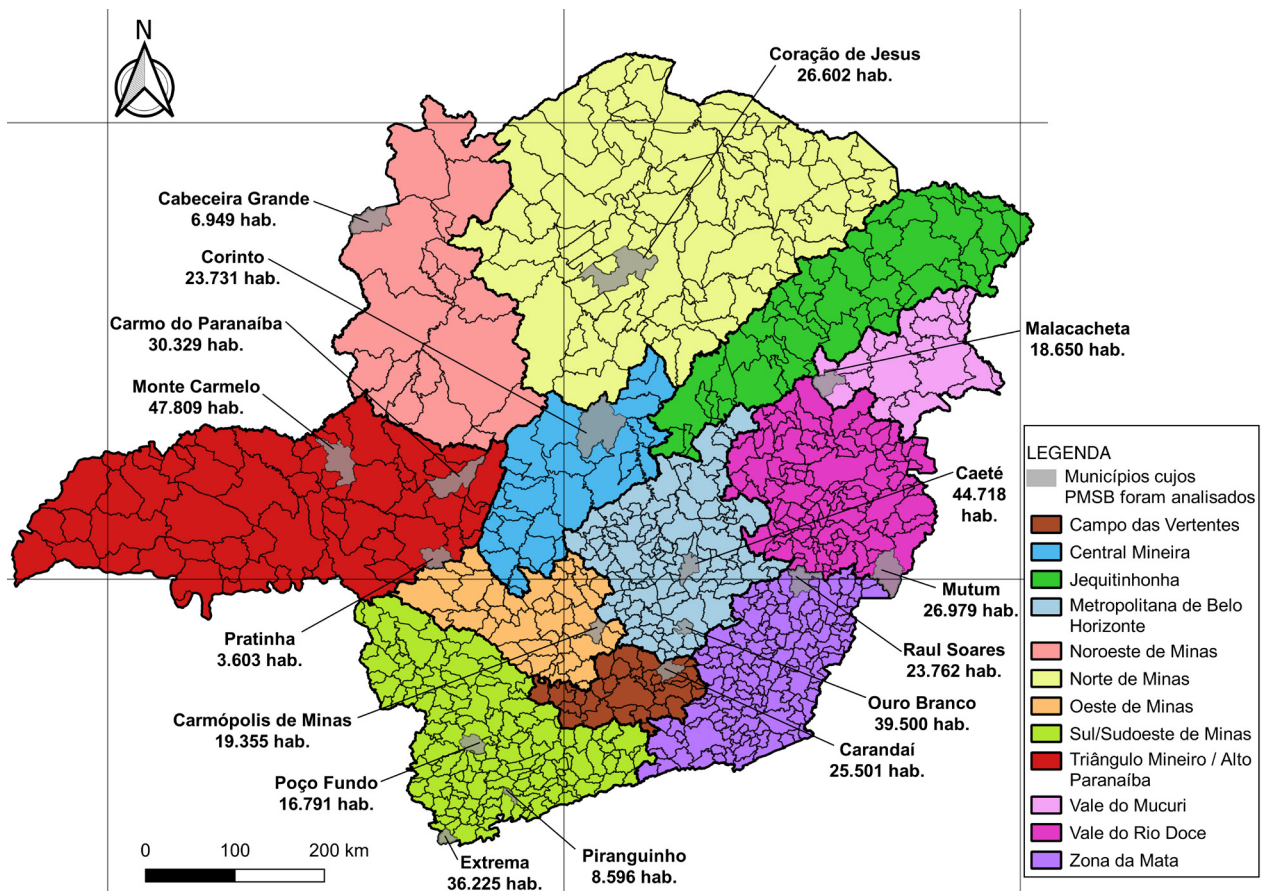 N
Coração de Jesus
26.602 hab.
Cabeceira Grande
6.949 hab.
Corinto
23.731 hab.
Carmo do Paranaíba
30.329 hab.
Monte Carmelo
47.809 hab.
Malacacheta
18.650 hab.
Caeté
44.718
hab.
Mutum
26.979 hab.
Raul Soares
23.762 hab.
Ouro Branco
39.500 hab.
Carandaí
25.501 hab.
Pratinha
3.603 hab.
Carmópolis de Minas
19.355 hab.
Poço Fundo
16.791 hab.
Extrema
36.225 hab.
Piranguinho
8.596 hab.
0 100 200 km
LEGENDA
Municípios cujos
PMSB foram analisados
Campo das Vertentes
Central Mineira
Jequitinhonha
Metropolitana de Belo
Horizonte
Noroeste de Minas
Norte de Minas
Oeste de Minas
Sul/Sudoeste de Minas
Triângulo Mineiro / Alto
Paranaíba
Vale do Mucuri
Vale do Rio Doce
Zona da Mata